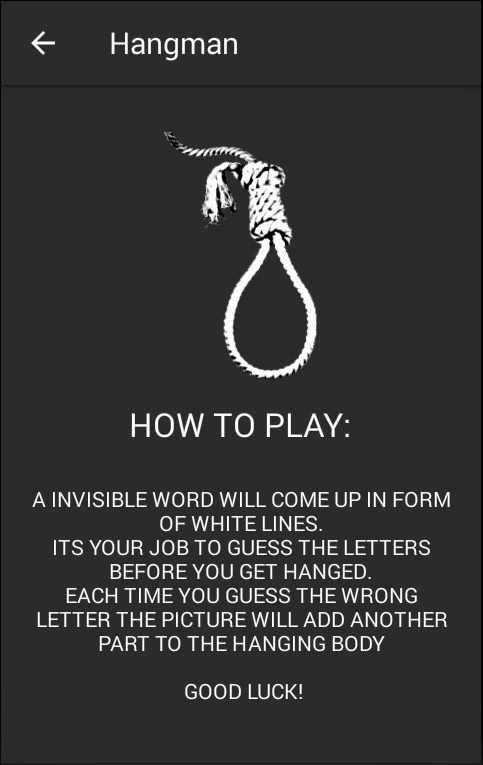 Hangman
HOW TO PLAY:
A INVISIBLE WORD WILL COME UP IN FORM
OF WHITE LINES.
ITS YOUR JOB TO GUESS THE LETTERS
BEFORE YOU GET HANGED.
EACH TIME YOU GUESS THE WRONG
LETTER THE PICTURE WILL ADD ANOTHER
PART TO THE HANGING BODY
GOOD LUCK!